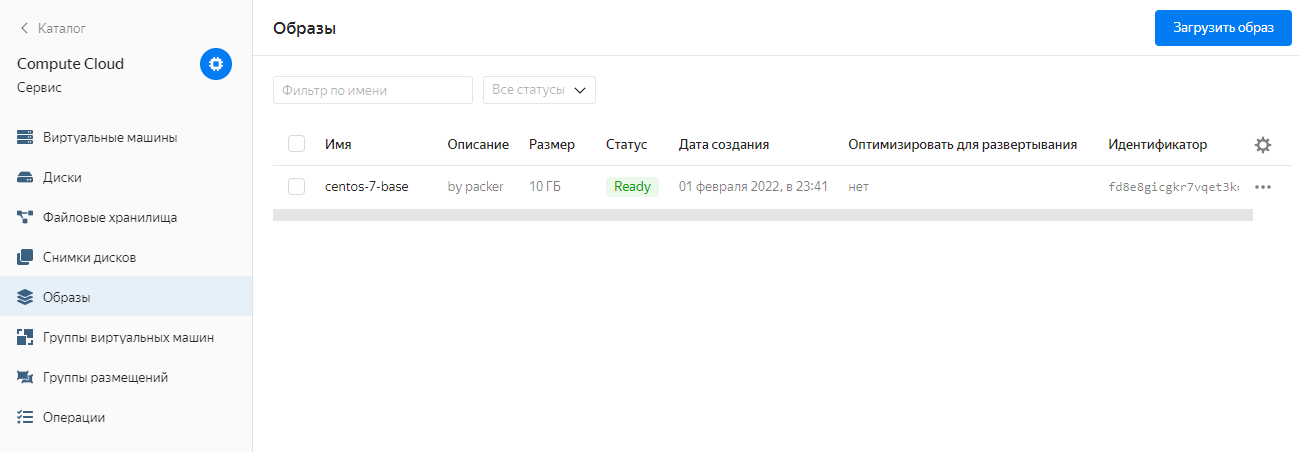 Каталог
Compute Cloud
Сервис
Виртуальные машины
Диски
Файловые хранилища
Снимки дисков
Образы
Группы виртуальных машин
Группы размещений
Операции
Образы
Загрузить образ
Фильтр по имени
Все статусы
Имя Описание Размер Статус Дата создания Оптимизировать для развертывания Идентификатор
centos-7-base by packer 10 ГБ Ready 01 февраля 2022, в 23:41 нет fd8e8gicgkr7vqet3k